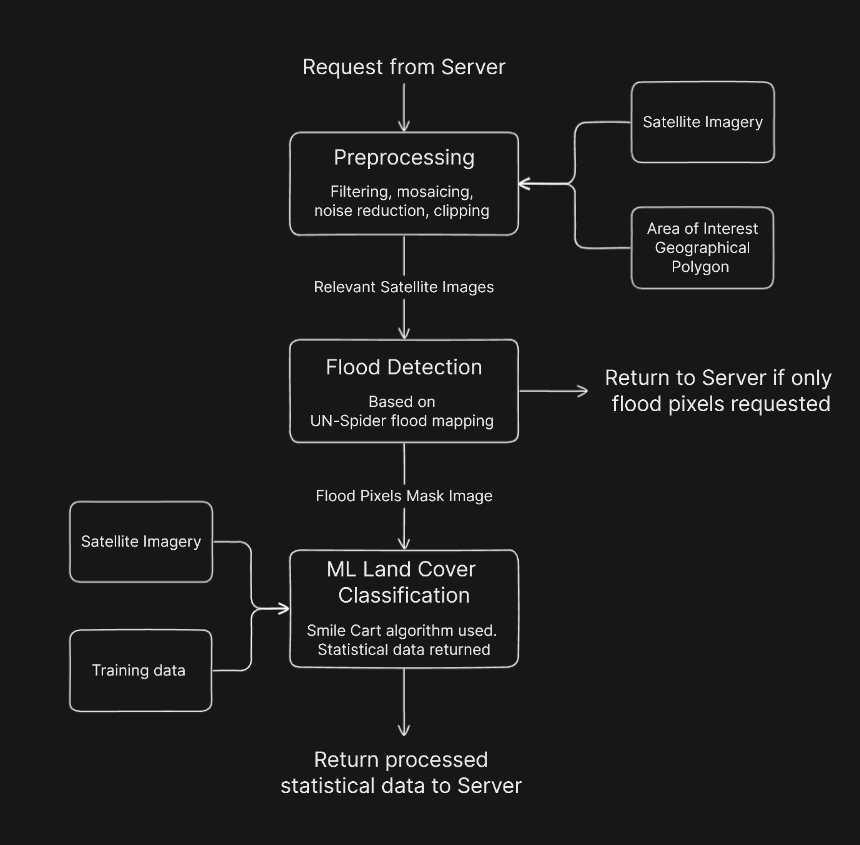 Request from Server
Satellite Imagery
Preprocessing
Filtering, mosaicing,
noise reduction, clipping
Area of Interest
Geographical
Polygon
Relevant Satellite Images
Flood Detection
Based on
UN-Spider flood mapping
Return to Server if only
flood pixels requested
Flood Pixels Mask Image
Satellite Imagery
Training data
ML Land Cover
Classification
Smile Cart algorithm used.
Statistical data returned
Return processed
statistical data to Server